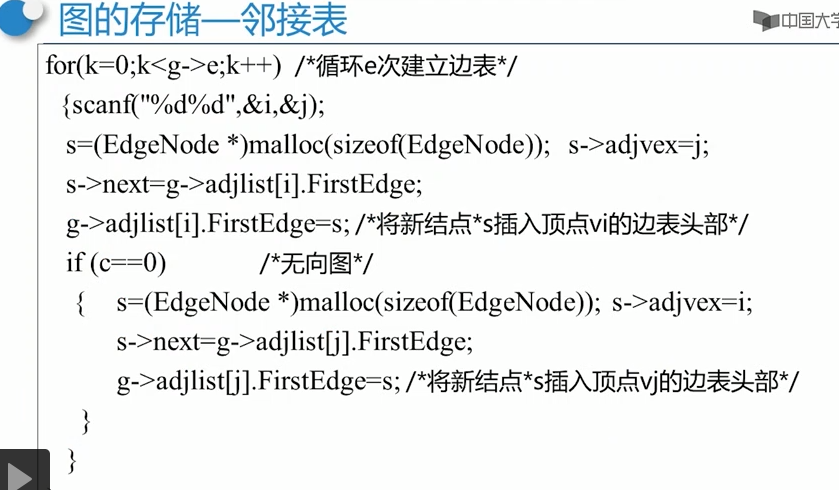 图的存储—邻接表
中国大学
for(k=0;k<g->e;k++) /*循环e次建立边表*/
{scanf("%d%d",&i,&j);
s=(EdgeNode *)malloc(sizeof(EdgeNode)); s->adjvex=j;
s->next=g->adjlist[i].FirstEdge;
g->adjlist[i].FirstEdge=s; /*将新结点*s插入顶点vi的边表头部*/
if (c==0) /*无向图*/
{ s=(EdgeNode *)malloc(sizeof(EdgeNode)); s->adjvex=i;
s->next=g->adjlist[j].FirstEdge;
g->adjlist[j].FirstEdge=s; /*将新结点*s插入顶点vj的边表头部*/
}
}